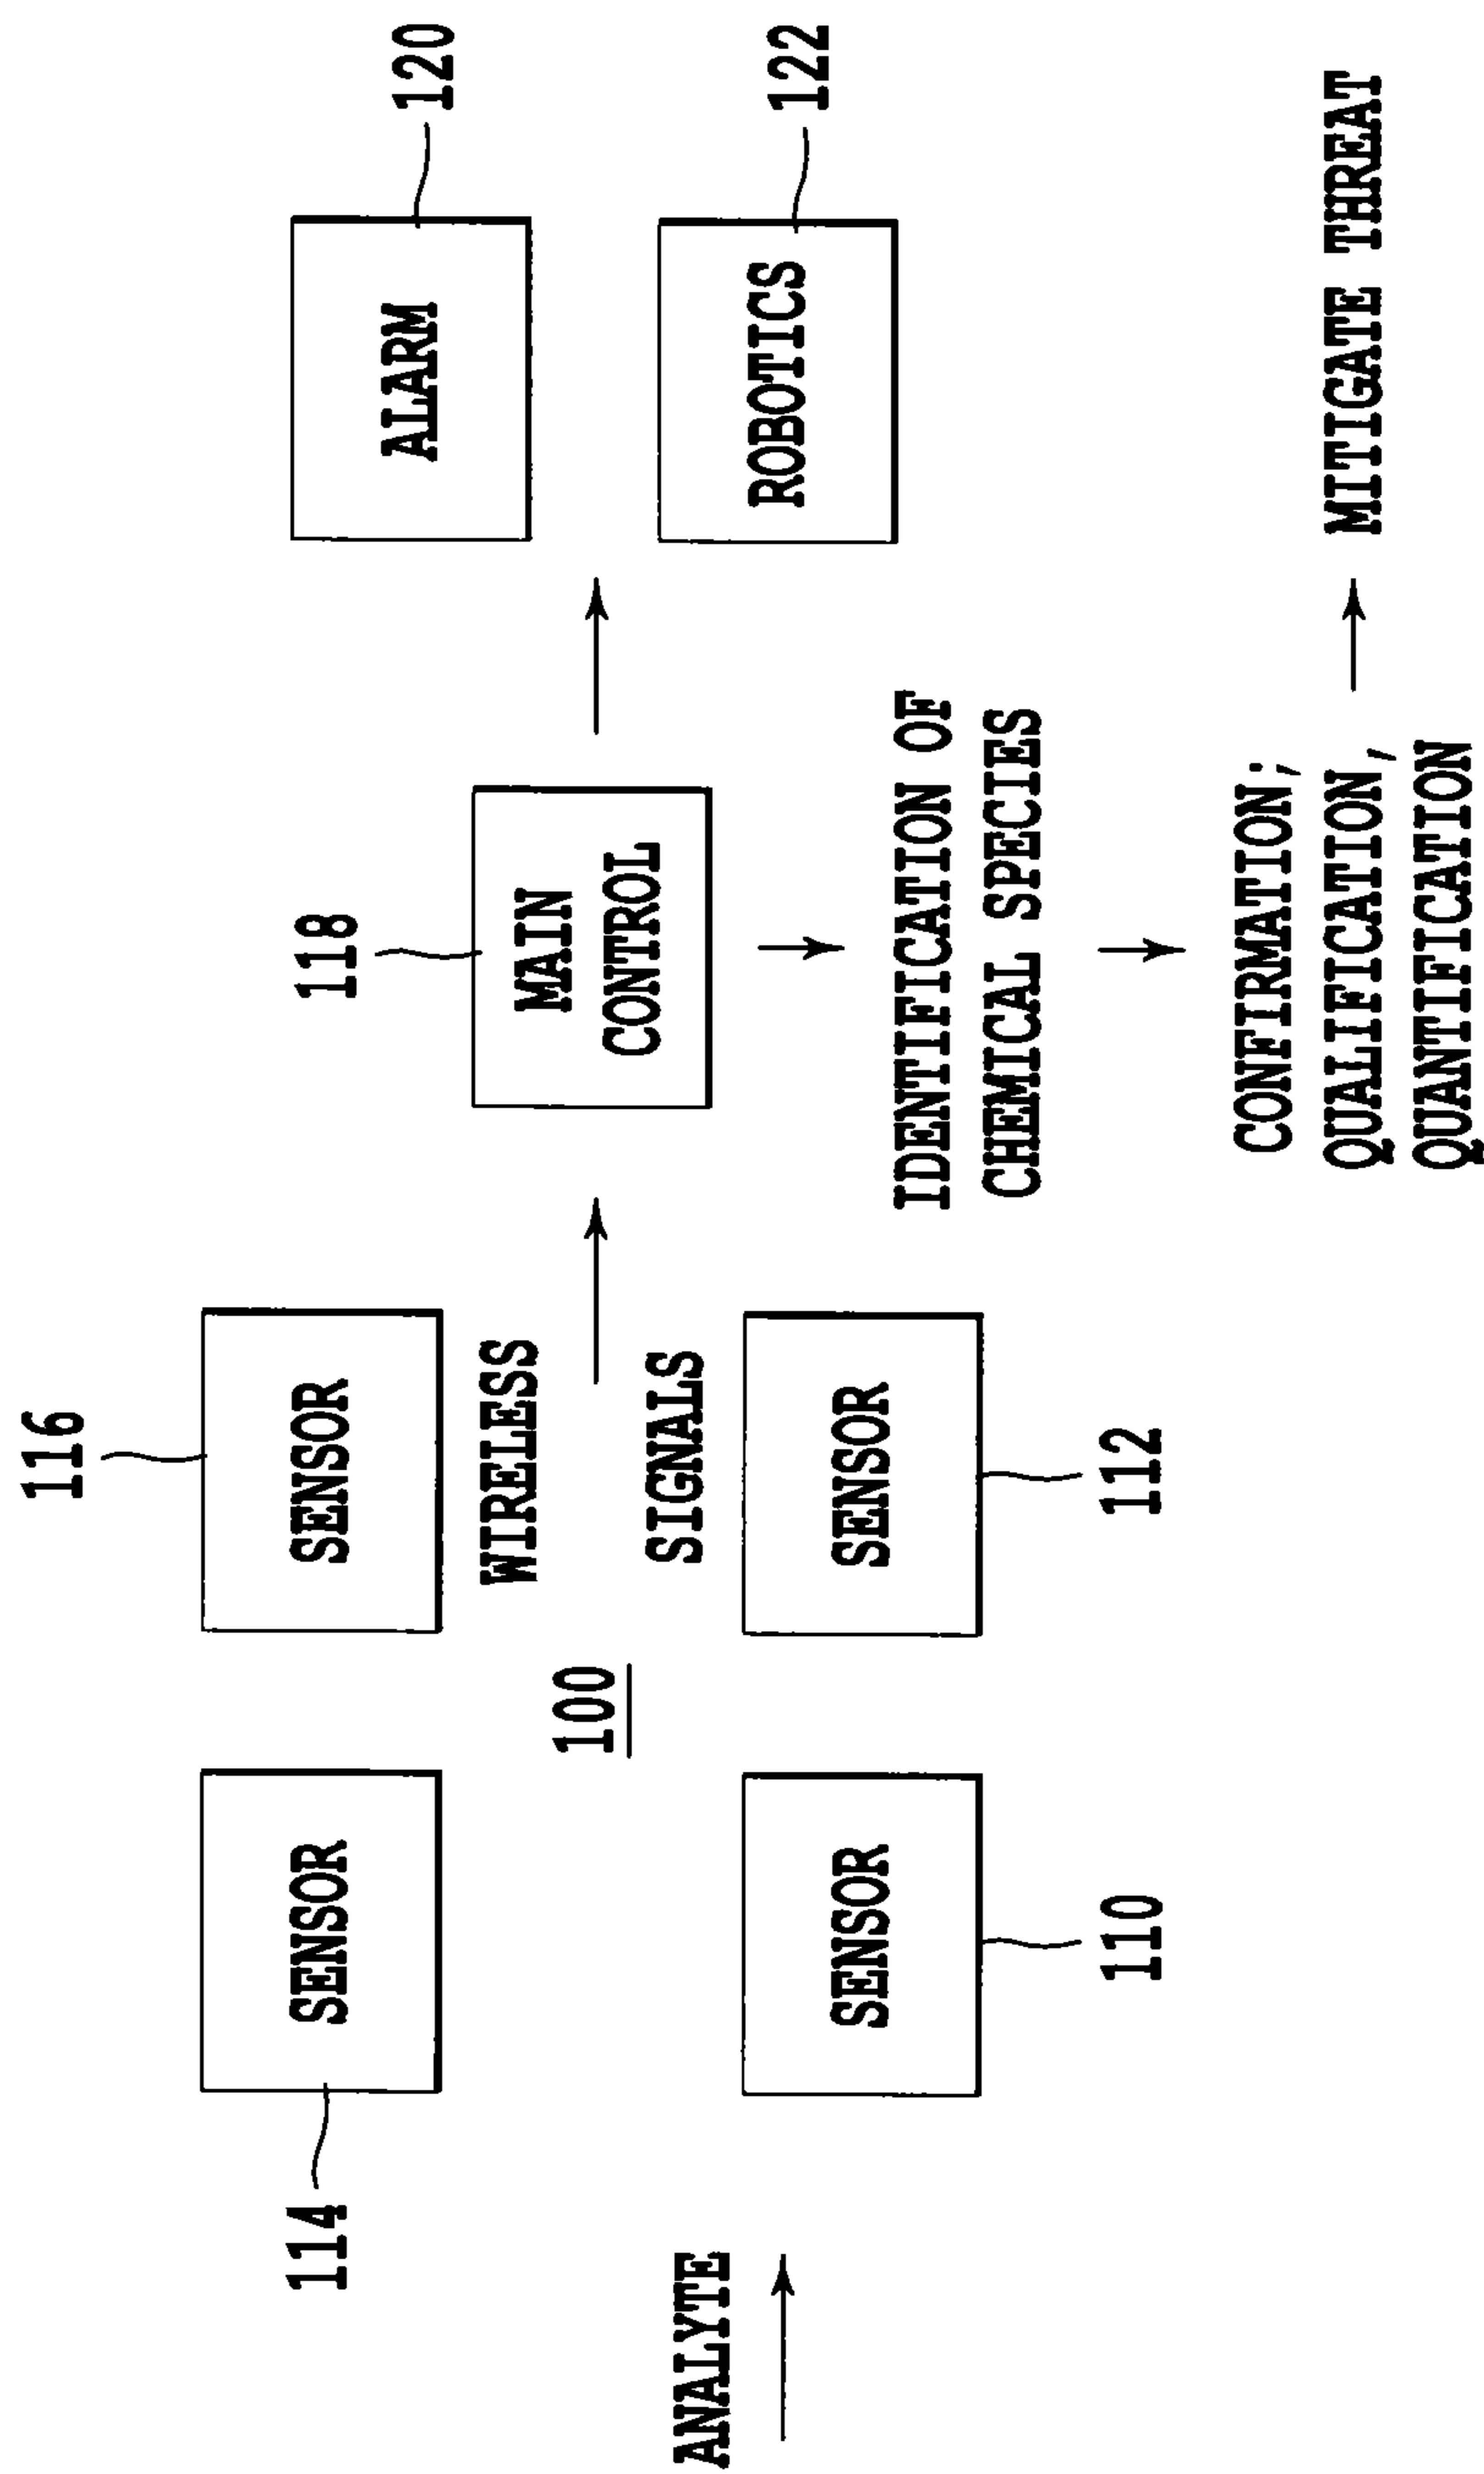 116
114
SENSOR
SENSOR
118
120
ALARM
WIRELESS
MAIN
100
CONTROL
ANALYTE
SIGNALS
122
ROBOTICS
SENSOR
SENSOR
IDENTIFICATION OF
CHEMICAL SPECIES
110
112
CONFIRMATION;
QUALIFICATION,
MITIGATE THREAT
QUANTIFICATION